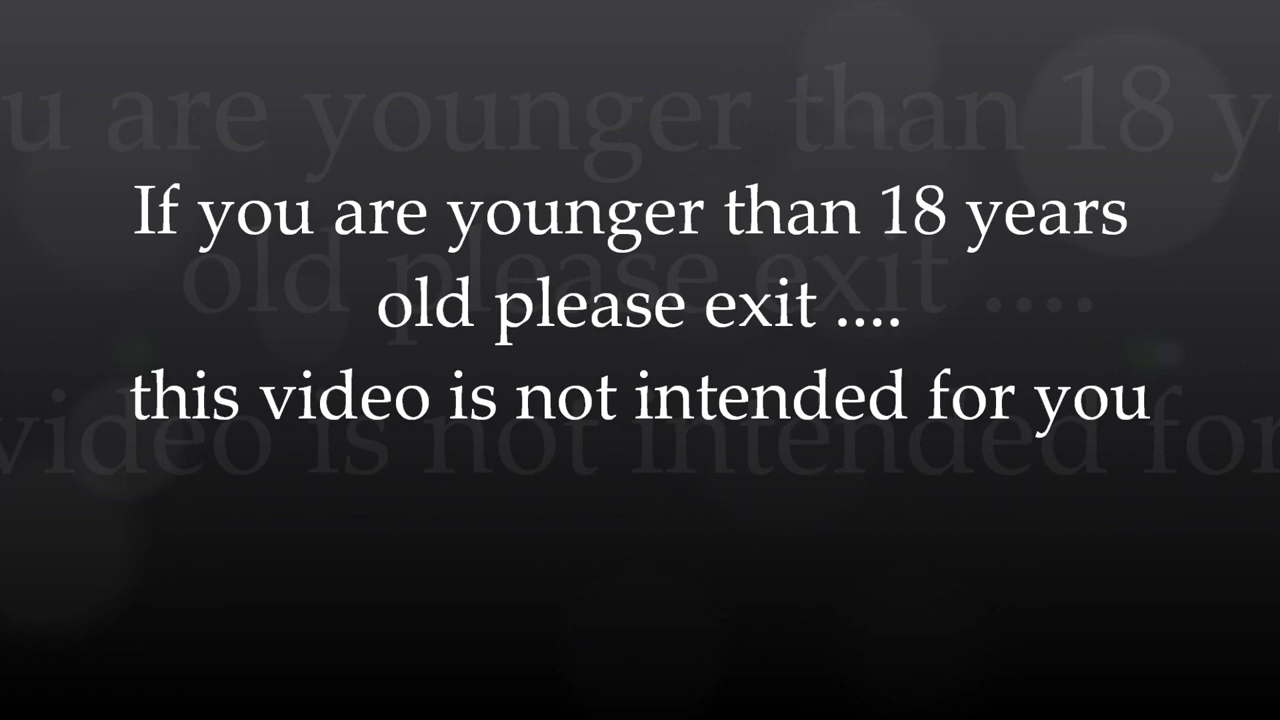 If you are younger than 18 years
old please exit ....
this video is not intended for you